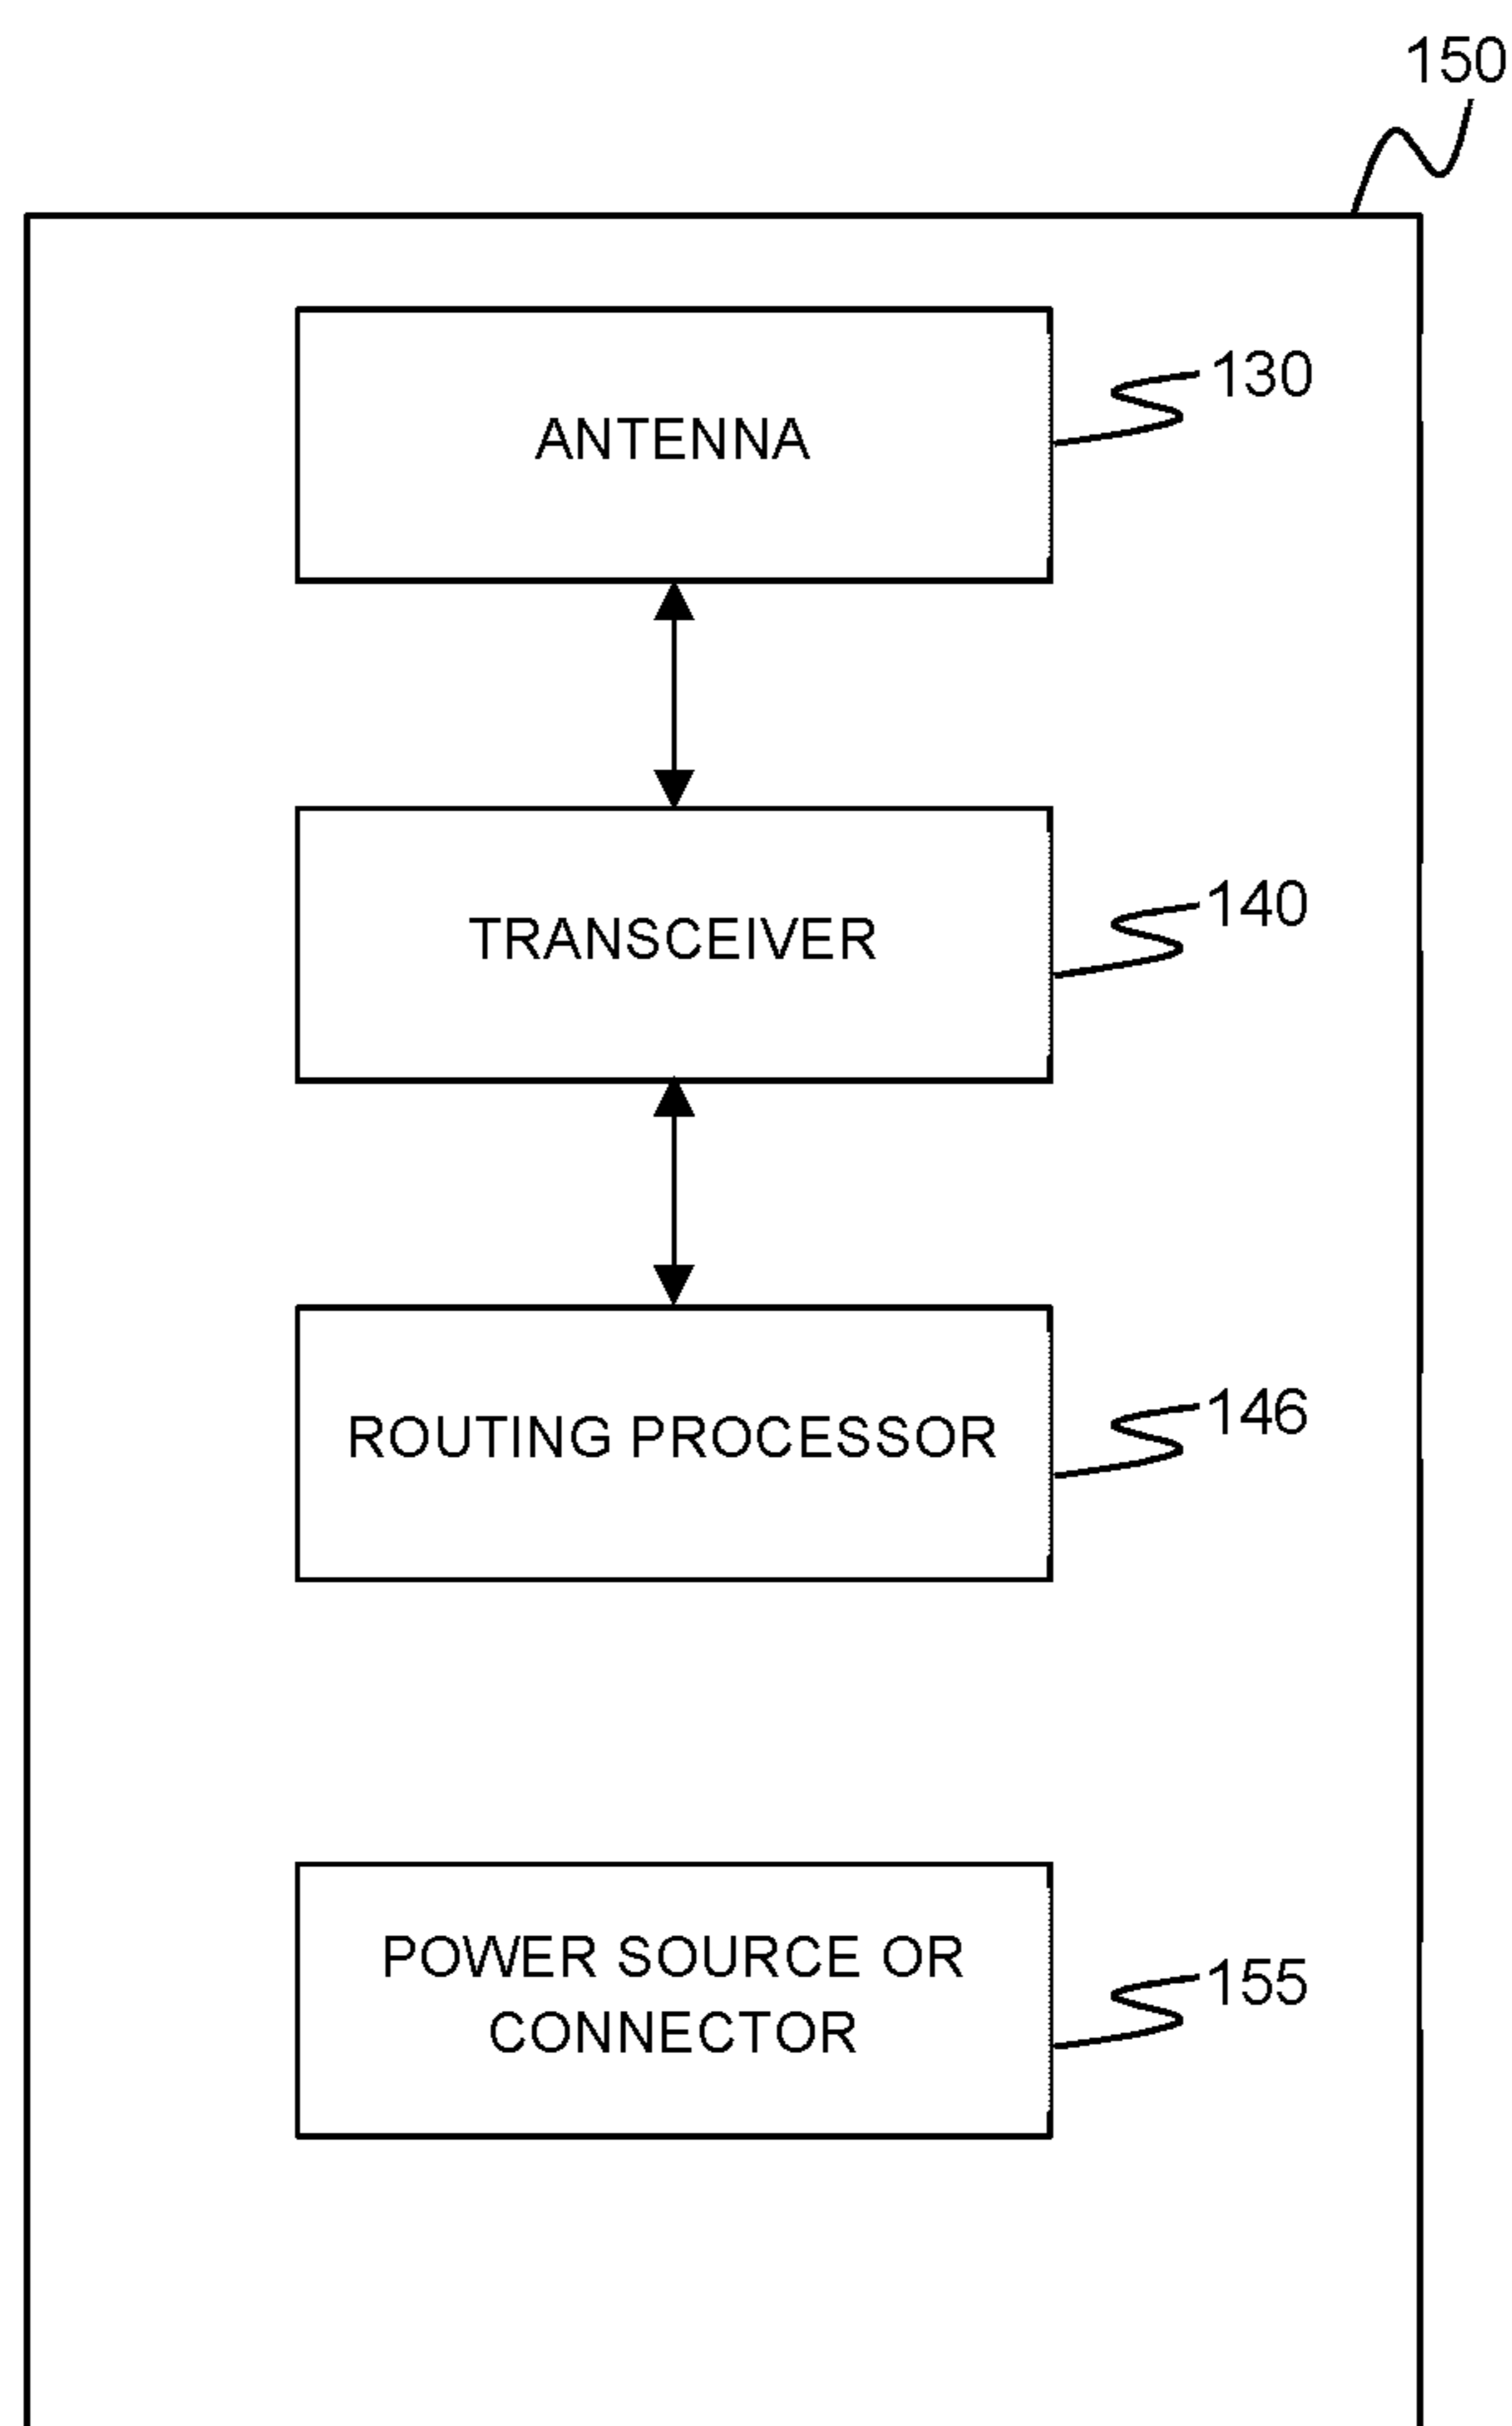 150
ANTENNA
130
TRANSCEIVER
140
ROUTING PROCESSOR
146
POWER SOURCE OR
CONNECTOR
155